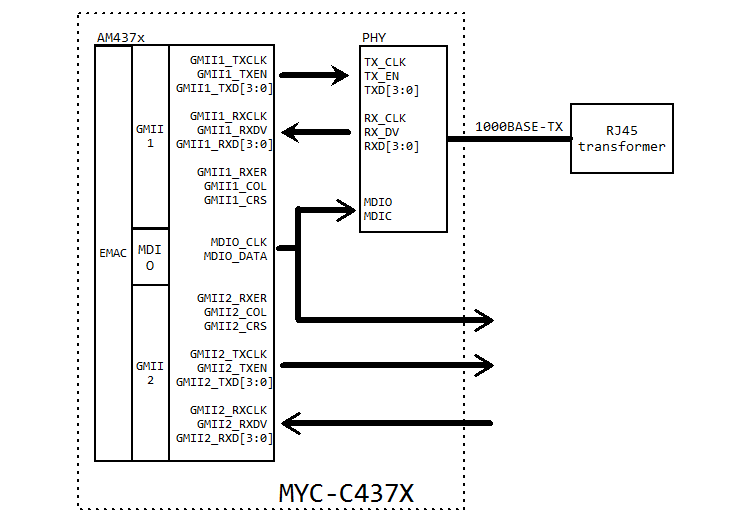 AM437x
PHY
GMII1_TXCLK
GMII1_TXEN
GMII1_TXD[3:0]
TX_CLK
TX_EN
TXD[3:0]
GMII
1
GMII1_RXCLK
GMII1_RXDV
GMII1_RXD[3:0]
RX_CLK
RX_DV
RXD[3:0]
1000BASE-TX
RJ45
transformer
GMII1_RXER
GMII1_COL
GMII1_CRS
MDIO
MDIC
EMAC
MDI
O
MDIO_CLK
MDIO_DATA
GMII2_RXER
GMII2_COL
GMII2_CRS
GMII
2
GMII2_TXCLK
GMII2_TXEN
GMII2_TXD[3:0]
GMII2_RXCLK
GMII2_RXDV
GMII2_RXD[3:0]
MYC-C437X